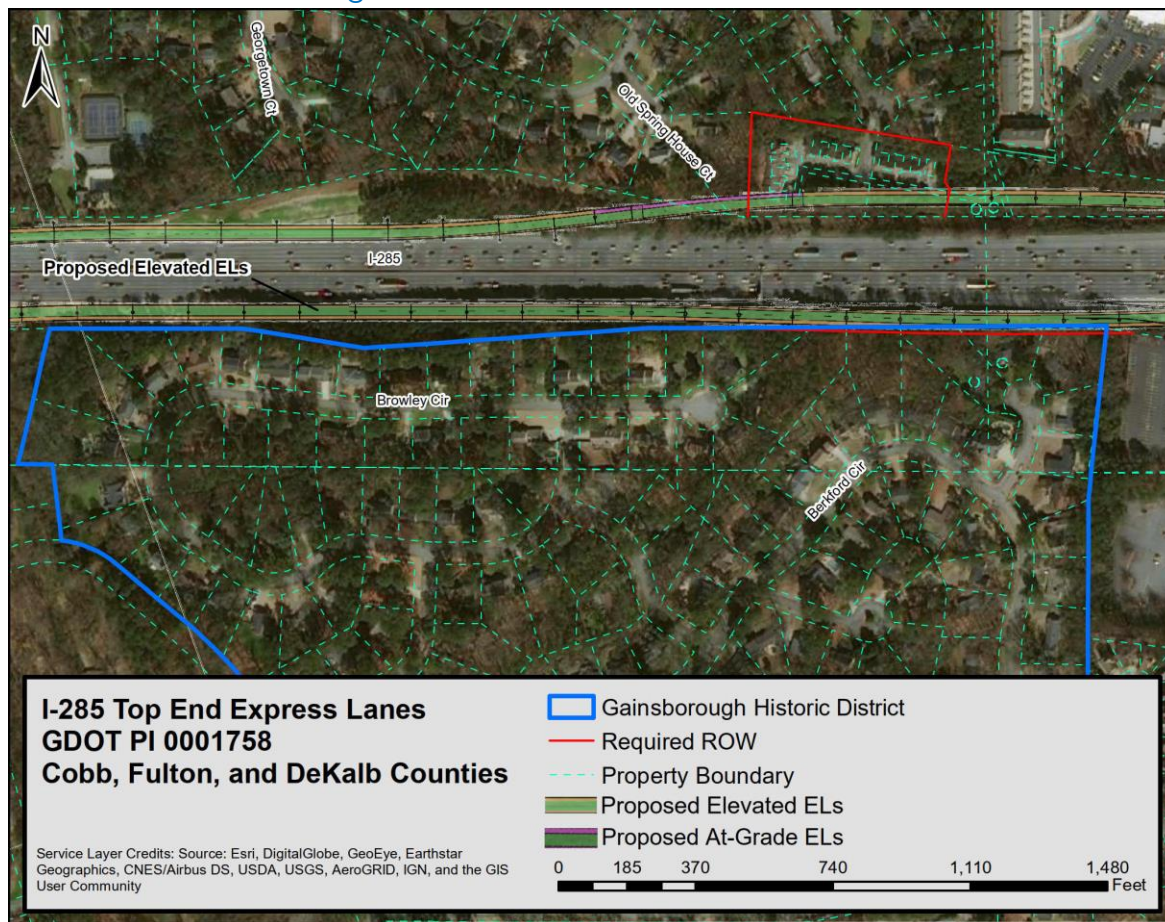 N
Georgetown Ct
Old Spring House Ct
I-285
Proposed Elevated ELs
Browley Cir
Berkford Cir
I-285 Top End Express Lanes
GDOT PI 0001758
Cobb, Fulton, and DeKalb Counties
Service Layer Credits: Source: Esri, DigitalGlobe, GeoEye, Earthstar
Geographics, CNES/Airbus DS, USDA, USGS, AeroGRID, IGN, and the GIS
User Community
Gainsborough Historic District
Required ROW
Property Boundary
Proposed Elevated ELs
Proposed At-Grade ELs
0 185 370 740 1,110 1,480
Feet